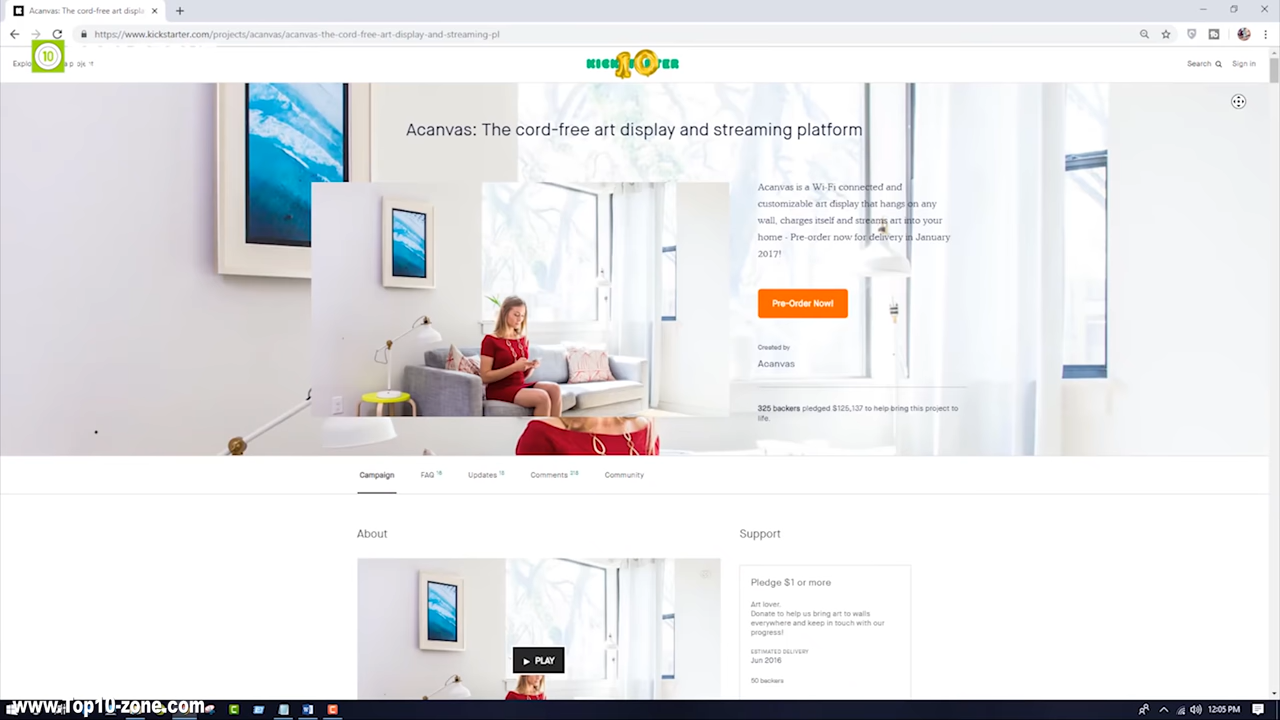 Acanvas: The cord-free art displa
https://www.kickstarter.com/projects/acanvas/acanvas-the-cord-free-art-display-and-streaming-pl
10
Search
Sign in
Acanvas: The cord-free art display and streaming platform
Acanvas is a Wi-Fi connected and
customizable art display that hangs on any
wall, charges itself and streams art into your
home - Pre-order now for delivery in January
2017!
Pre-Order Now!
Created by
Acanvas
325 backers pledged $125,137 to help bring this project to
life.
Campaign
FAQ
Updates
Comments
Community
About
Support
Pledge $1 or more
Art lover.
Donate to help us bring art to walls
everywhere and keep in touch with our
progress!
ESTIMATED DELIVERY
Jun 2016
50 backers
PLAY
www.Top10-zone.com
12:05 PM